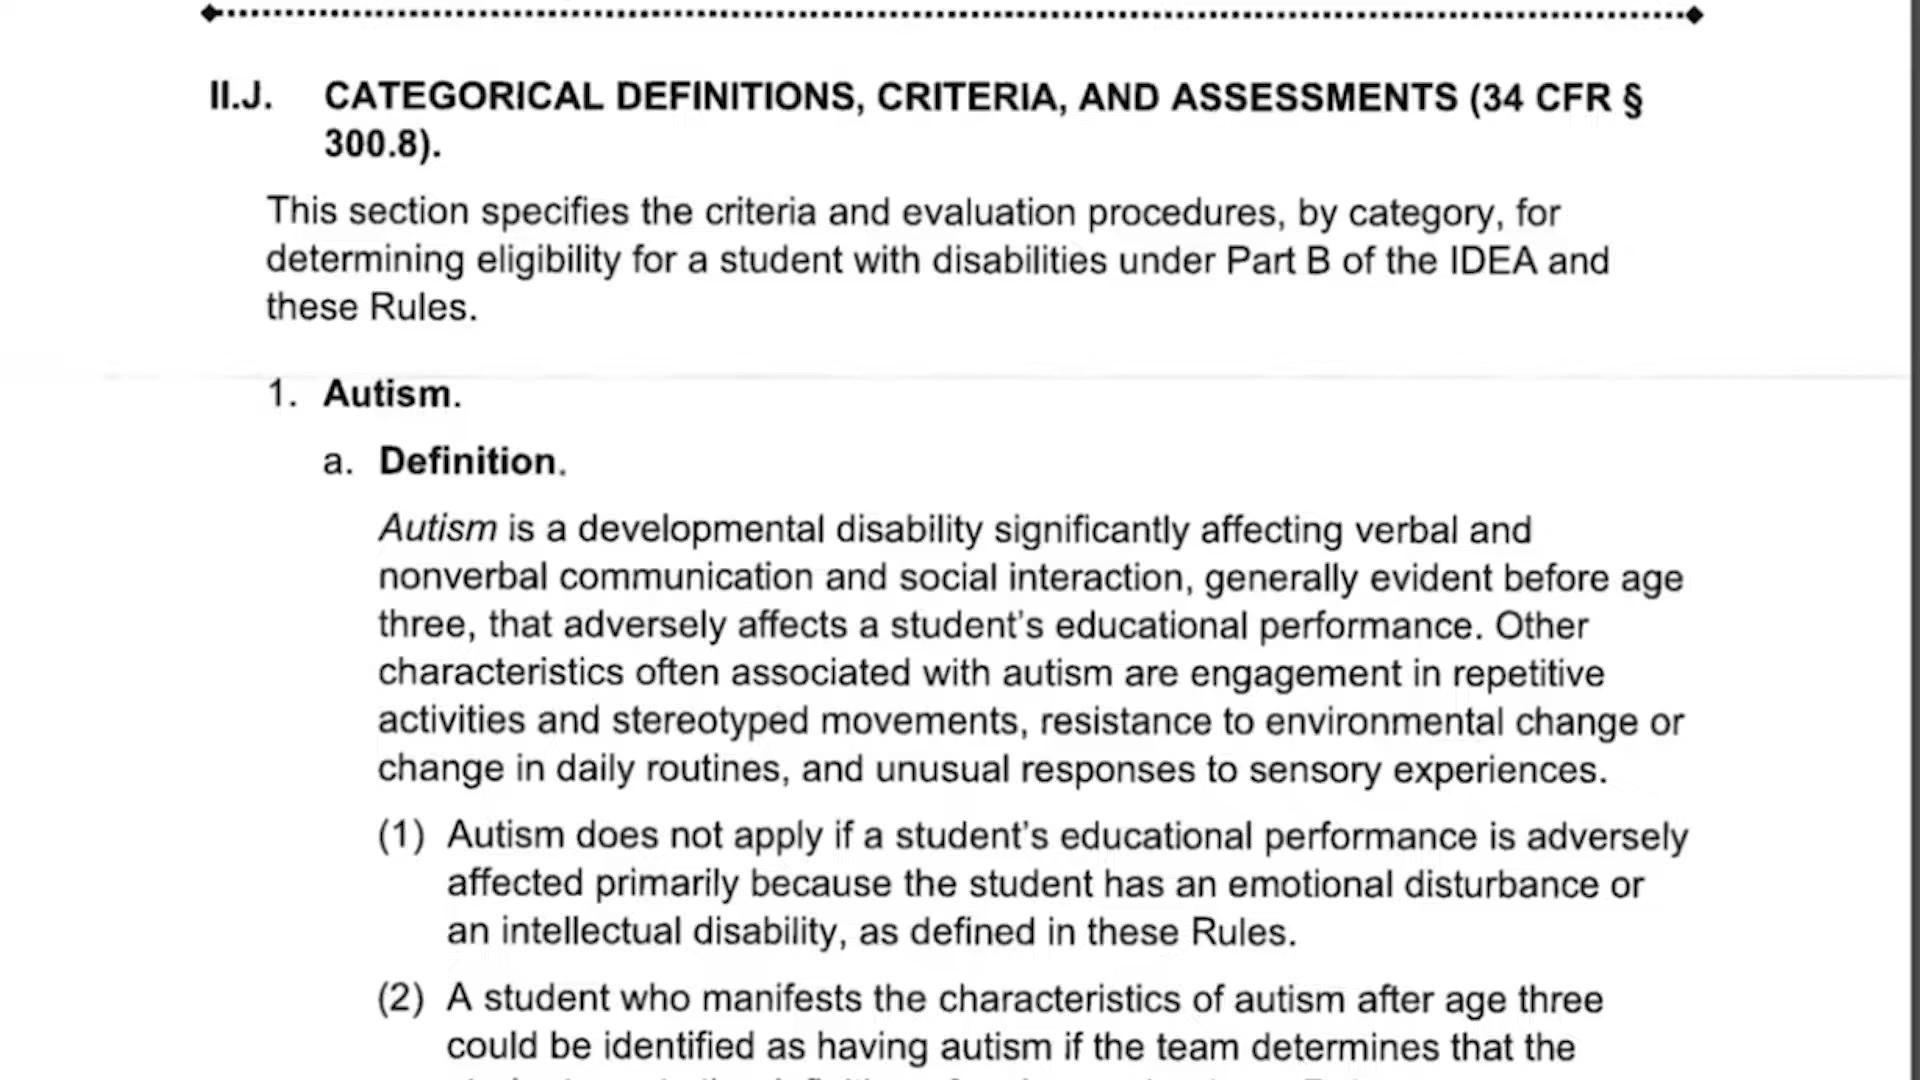 II.J. CATEGORICAL DEFINITIONS, CRITERIA, AND ASSESSMENTS (34 CFR §
300.8).
This section specifies the criteria and evaluation procedures, by category, for
determining eligibility for a student with disabilities under Part B of the IDEA and
these Rules.
1. Autism.
a. Definition.
Autism is a developmental disability significantly affecting verbal and
nonverbal communication and social interaction, generally evident before age
three, that adversely affects a student's educational performance. Other
characteristics often associated with autism are engagement in repetitive
activities and stereotyped movements, resistance to environmental change or
change in daily routines, and unusual responses to sensory experiences.
(1) Autism does not apply if a student's educational performance is adversely
affected primarily because the student has an emotional disturbance or
an intellectual disability, as defined in these Rules.
(2) A student who manifests the characteristics of autism after age three
could be identified as having autism if the team determines that the